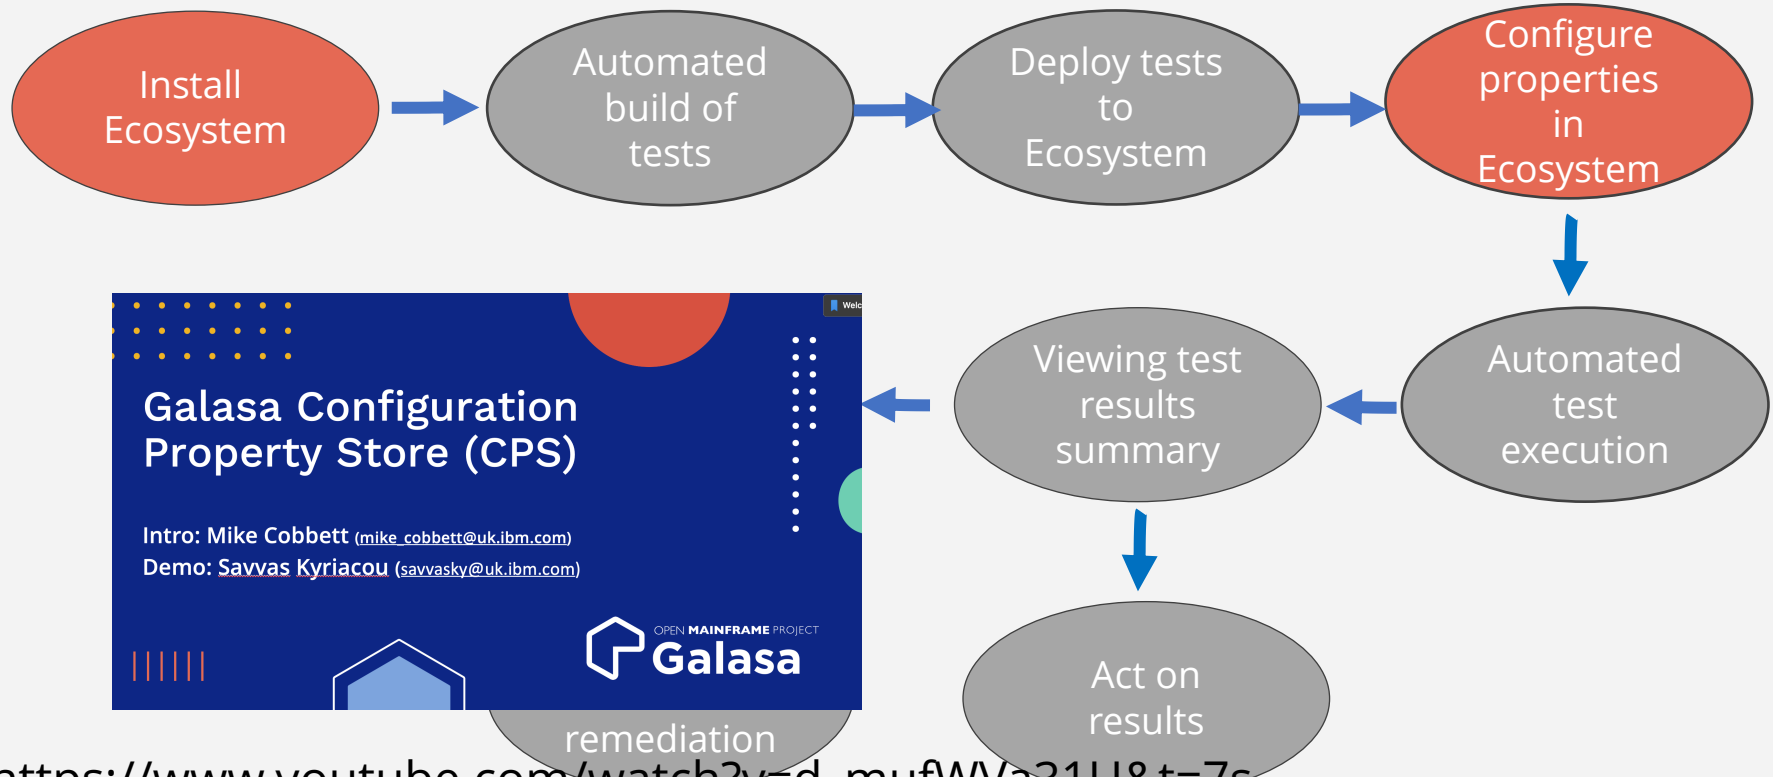 Install
Ecosystem
Automated
build of
tests
Deploy tests
to
Ecosystem
Configure
properties
in
Ecosystem
Viewing test
results
summary
Automated
test
execution
Galasa Configuration
Property Store (CPS)
Intro: Mike Cobbett (mike_cobbett@uk.ibm.com)
Demo: Savvas Kyriacou (savvasky@uk.ibm.com)
OPEN MAINFRAME PROJECT
Galasa
Act on
results
remediation